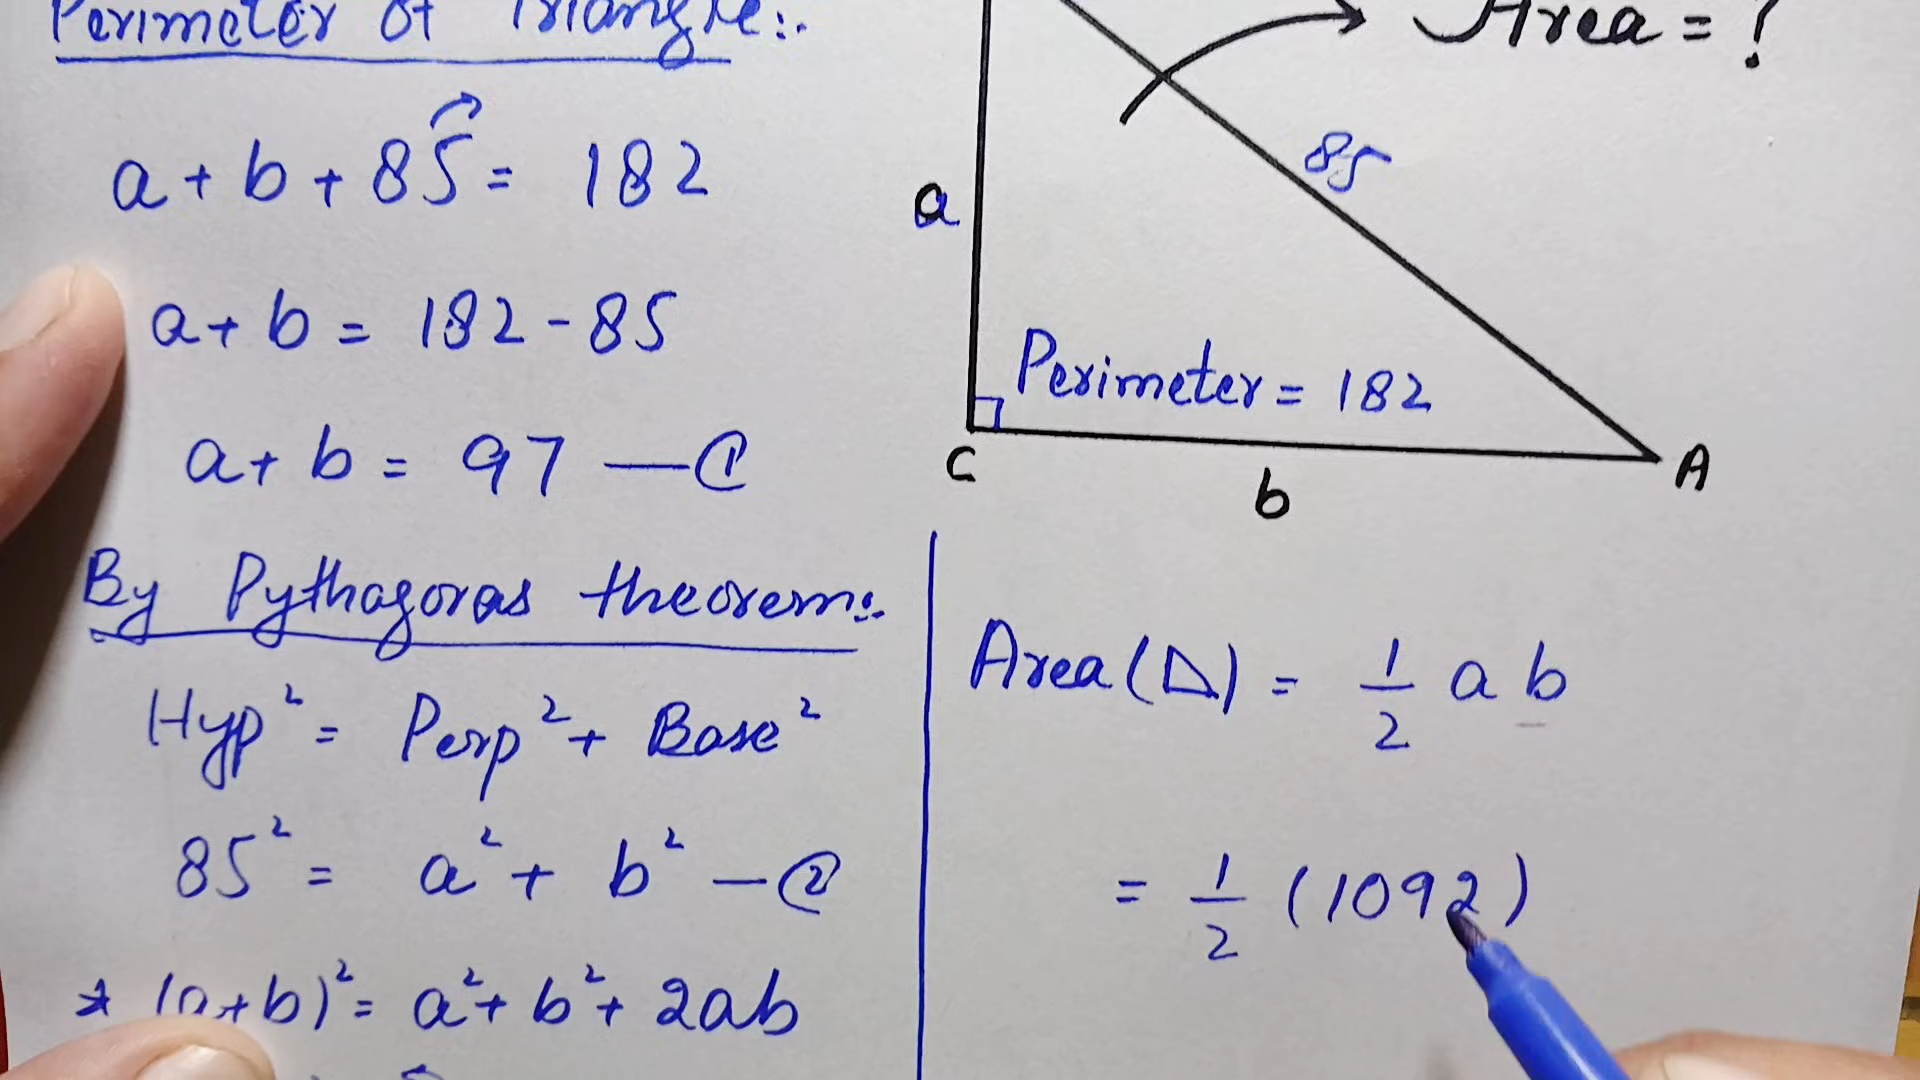 Perimeter of Triangle:.
a + b + 85 = 182
a + b = 182 - 85
a + b = 97 — ①
By Pythagoras theorem:.
Hyp² = Perp² + Base²
85² = a² + b² — ②
* (a+b)² = a² + b² + 2ab
Area = ?
85
a
Perimeter = 182
C
b
A
Area (△) = 1/2 a b
= 1/2 (1092)